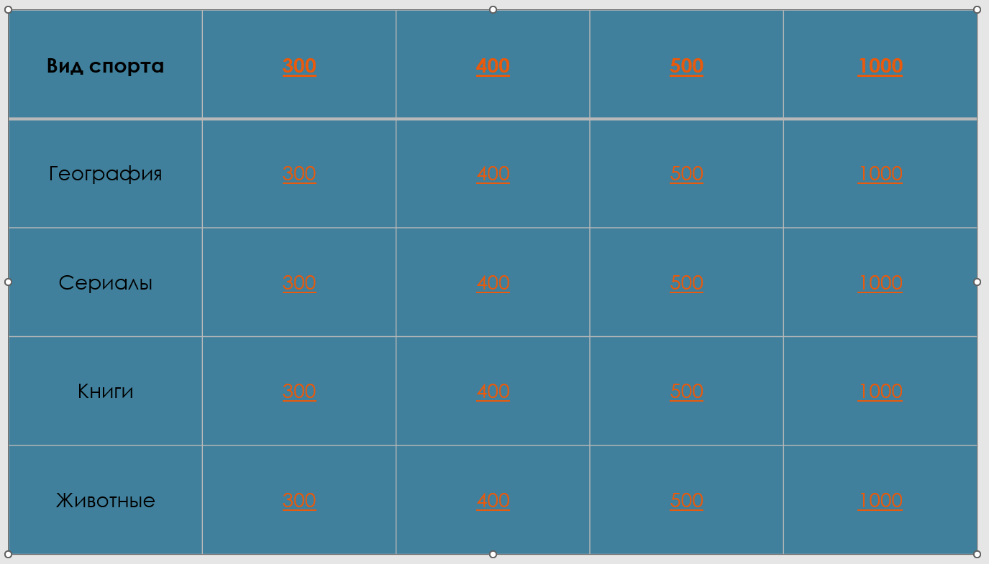 Вид спорта 300 400 500 1000
География 300 400 500 1000
Сериалы 300 400 500 1000
Книги 300 400 500 1000
Животные 300 400 500 1000